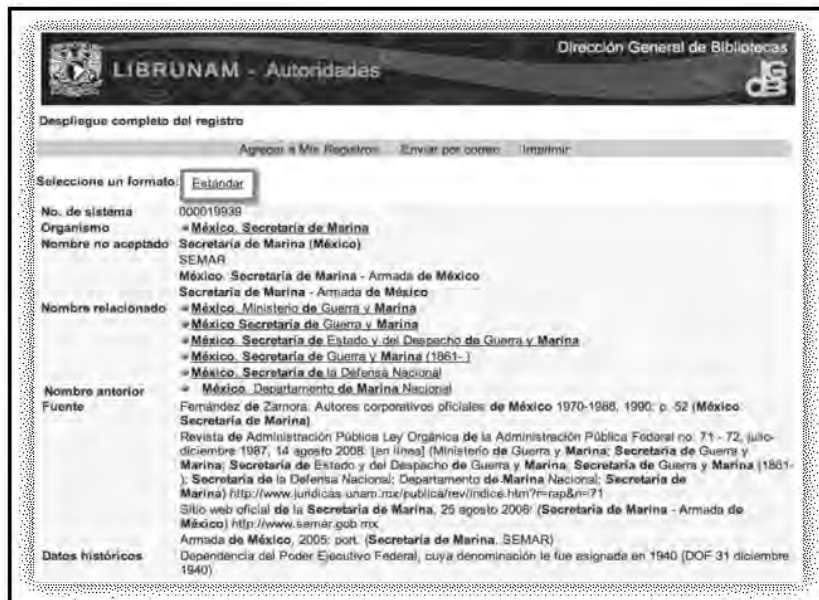 Dirección General de Bibliotecas
LIBRUNAM - Autoridades
Despliegue completo del registro
Agregar a Mis Registros Enviar por correo Imprimir
Seleccione un formato: Estándar
No. de sistema 000019939
Organismo México. Secretaría de Marina
Nombre no aceptado Secretaría de Marina (México)
SEMAR
México. Secretaría de Marina - Armada de México
Secretaría de Marina - Armada de México
Nombre relacionado México. Ministerio de Guerra y Marina
México Secretaría de Guerra y Marina
México. Secretaría de Estado y del Despacho de Guerra y Marina
México. Secretaría de Guerra y Marina (1861- )
México. Secretaría de la Defensa Nacional
Nombre anterior México. Departamento de Marina Nacional
Fuente Fernández de Zamora. Autores corporativos oficiales de México 1970-1988, 1990: p. 52 (México.
Secretaría de Marina)
Revista de Administración Pública Ley Orgánica de la Administración Pública Federal no. 71 - 72, julio-
diciembre 1987, 14 agosto 2008: [en línea] (Ministerio de Guerra y Marina; Secretaría de Guerra y
Marina; Secretaría de Estado y del Despacho de Guerra y Marina; Secretaría de Guerra y Marina (1861-
); Secretaría de la Defensa Nacional; Departamento de Marina Nacional; Secretaría de
Marina) http://www.juridicas.unam.mx/publica/rev/indice.htm?r=rap&n=71
Sitio web oficial de la Secretaría de Marina, 25 agosto 2008: (Secretaría de Marina - Armada de
México) http://www.semar.gob.mx
Armada de México, 2005: port. (Secretaría de Marina. SEMAR)
Datos históricos Dependencia del Poder Ejecutivo Federal, cuya denominación le fue asignada en 1940 (DOF 31 diciembre
1940)